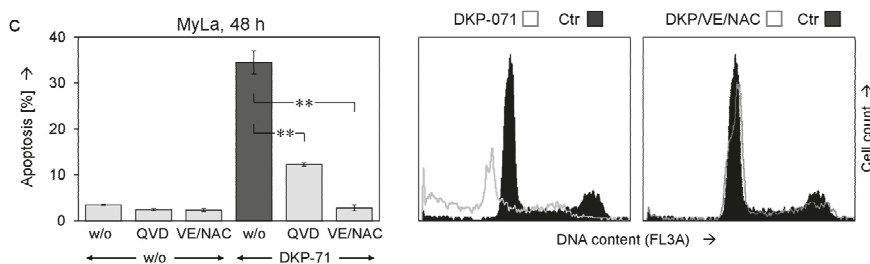 C
MyLa, 48 h
Apoptosis [%] →
40
30
20
10
0
**
**
w/o QVD VE/NAC w/o QVD VE/NAC
w/o DKP-71
DKP-071 Ctr
DKP/VE/NAC Ctr
Cell count →
DNA content (FL3A) →